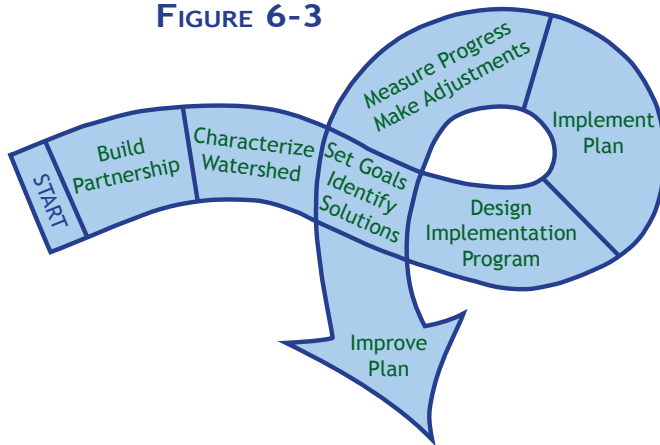 FIGURE 6-3
START
Build
Partnership
Characterize
Watershed
Set Goals
Identify
Solutions
Design
Implementation
Program
Implement
Plan
Measure Progress
Make Adjustments
Improve
Plan